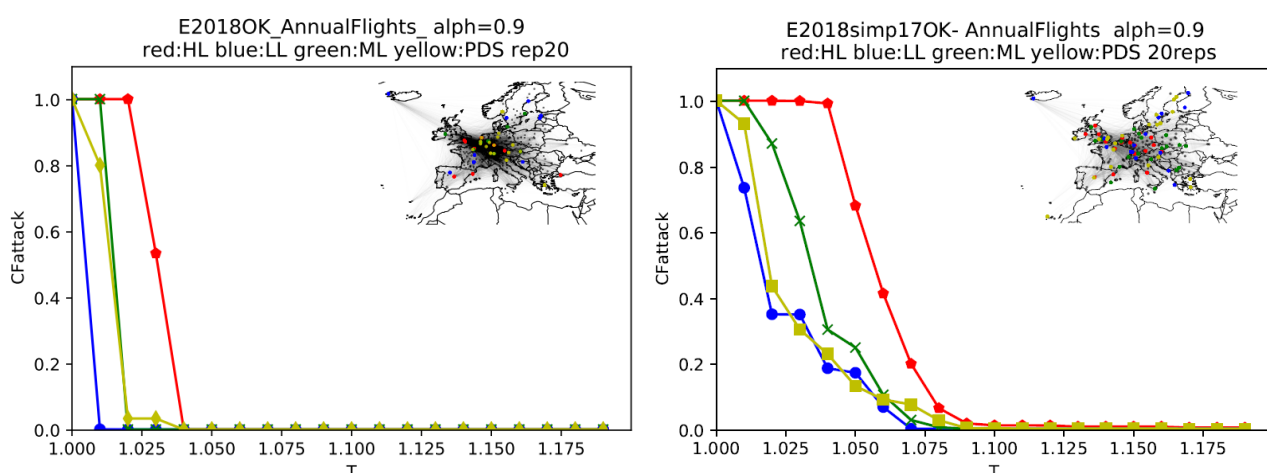 E2018OK_AnnualFlights_ alph=0.9
red:HL blue:LL green:ML yellow:PDS rep20
CFattack
1.0
0.8
0.6
0.4
0.2
0.0
1.000 1.025 1.050 1.075 1.100 1.125 1.150 1.175
T
E2018simp17OK- AnnualFlights alph=0.9
red:HL blue:LL green:ML yellow:PDS 20reps
CFattack
1.0
0.8
0.6
0.4
0.2
0.0
1.000 1.025 1.050 1.075 1.100 1.125 1.150 1.175
T